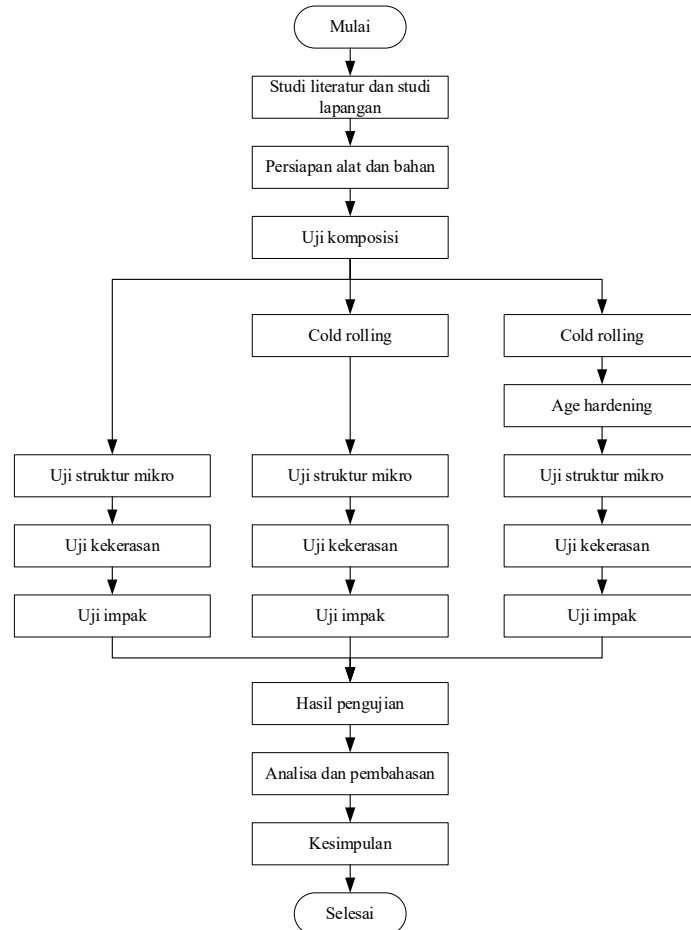 Mulai
Studi literatur dan studi
lapangan
Persiapan alat dan bahan
Uji komposisi
Cold rolling
Cold rolling
Age hardening
Uji struktur mikro
Uji struktur mikro
Uji struktur mikro
Uji kekerasan
Uji kekerasan
Uji kekerasan
Uji impak
Uji impak
Uji impak
Hasil pengujian
Analisa dan pembahasan
Kesimpulan
Selesai